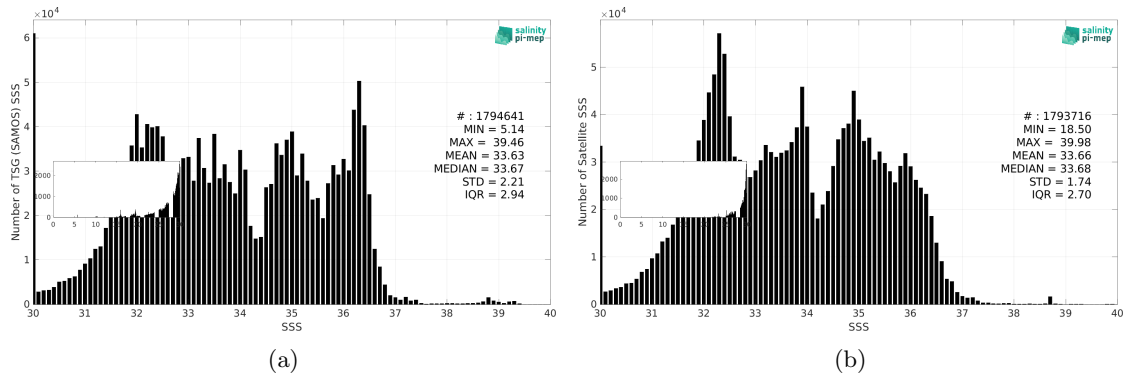 ×10⁴
salinity
pi-mep
Number of TSG (SAMOS) SSS
6
5
4
3
2
1
0
# : 1794641
MIN = 5.14
MAX = 39.46
MEAN = 33.63
MEDIAN = 33.67
STD = 2.21
IQR = 2.94
2000
1000
0
0 5 10
30 31 32 33 34 35 36 37 38 39 40
SSS
(a)
×10⁴
salinity
pi-mep
Number of Satellite SSS
6
5
4
3
2
1
0
# : 1793716
MIN = 18.50
MAX = 39.98
MEAN = 33.66
MEDIAN = 33.68
STD = 1.74
IQR = 2.70
2000
1000
0
0 5 10
30 31 32 33 34 35 36 37 38 39 40
SSS
(b)